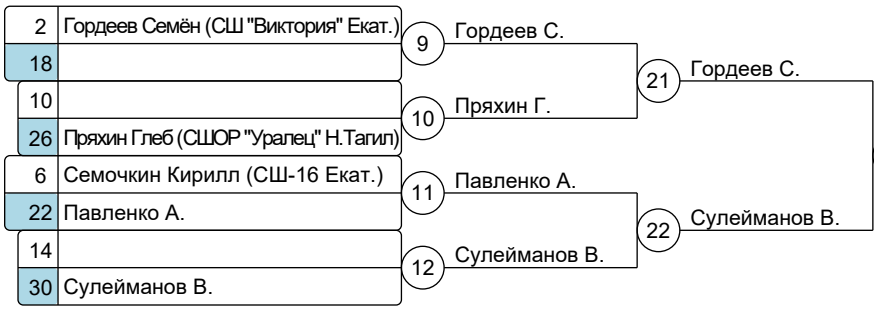 2 Гордеев Семён (СШ "Виктория" Екат.)
9 Гордеев С.
18
21 Гордеев С.
10
10 Пряхин Г.
26 Пряхин Глеб (СШОР "Уралец" Н.Тагил)
6 Семочкин Кирилл (СШ-16 Екат.)
11 Павленко А.
22 Павленко А.
22 Сулейманов В.
14
12 Сулейманов В.
30 Сулейманов В.